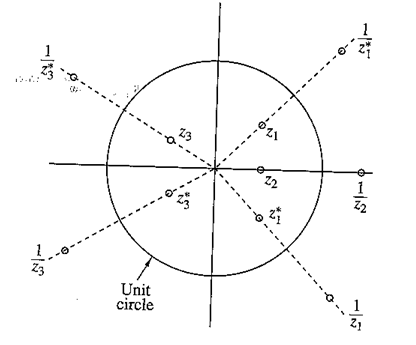 1/z₁*
1/z₃*
z₃
z₁
z₂
1/z₂
z₃*
z₁*
1/z₃
Unit
circle
1/z₁